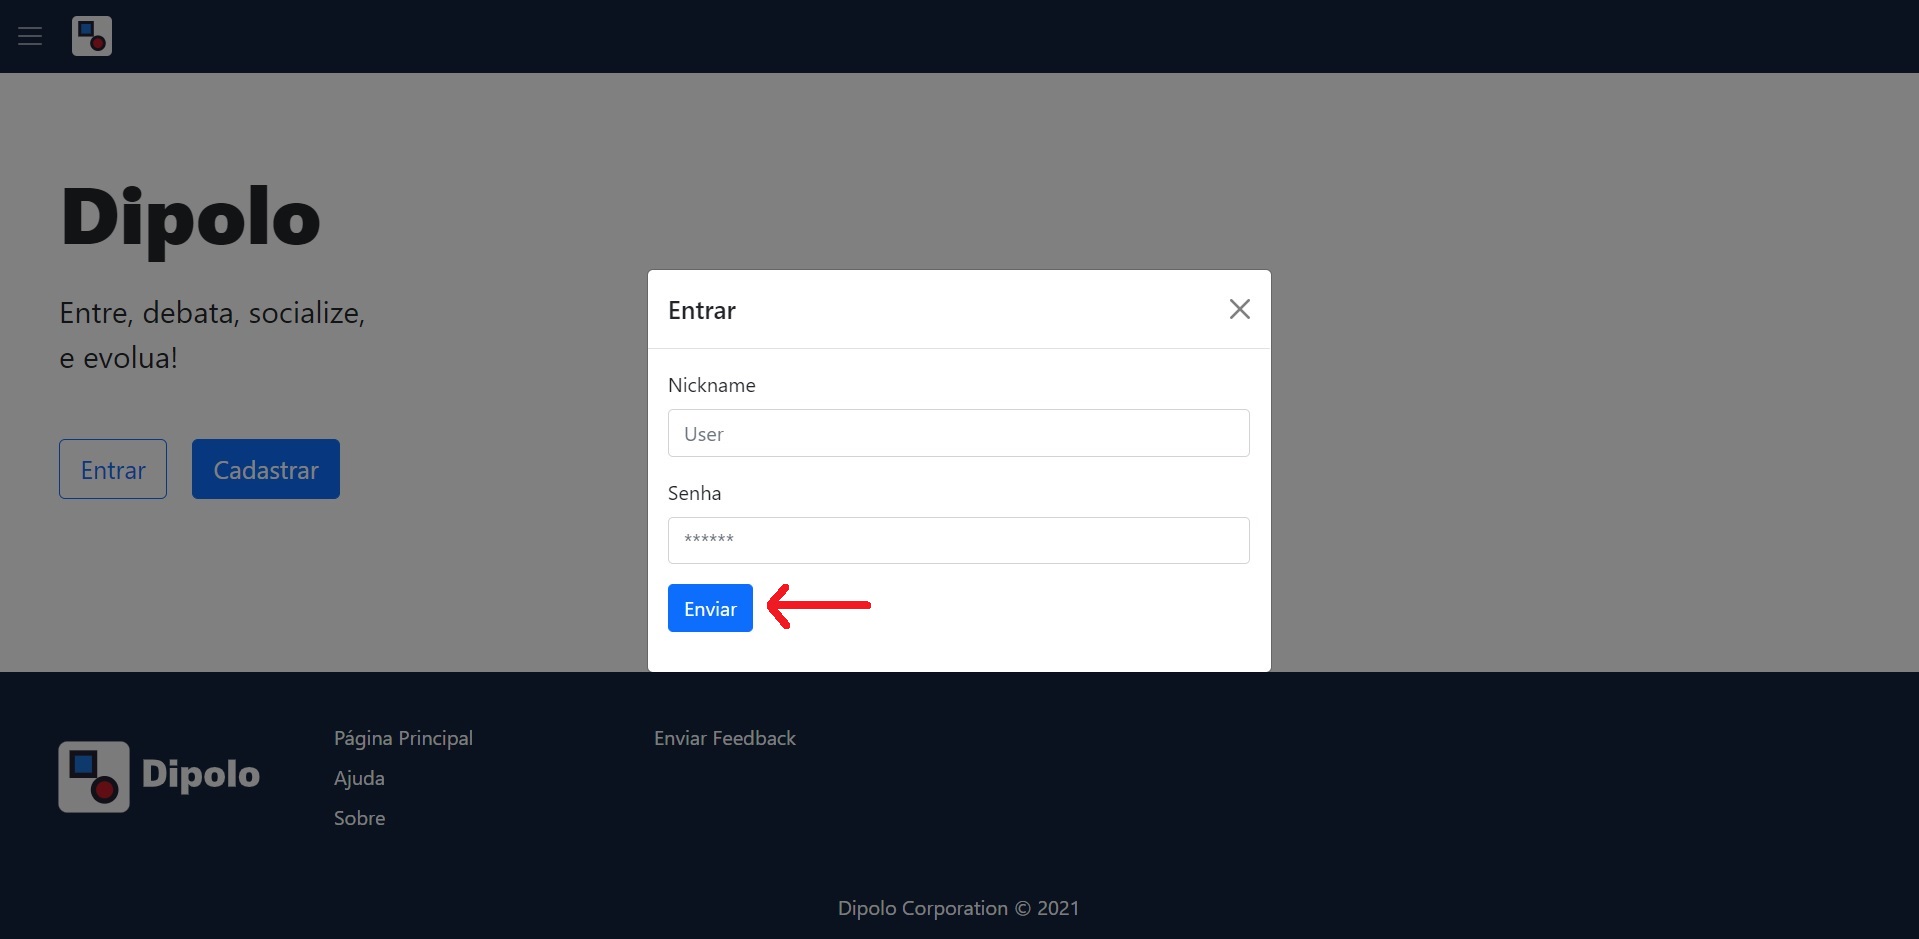 Dipolo
Entre, debata, socialize,
e evolua!
Entrar
Cadastrar
Entrar
Nickname
User
Senha
******
Enviar
Dipolo
Página Principal
Ajuda
Sobre
Enviar Feedback
Dipolo Corporation © 2021